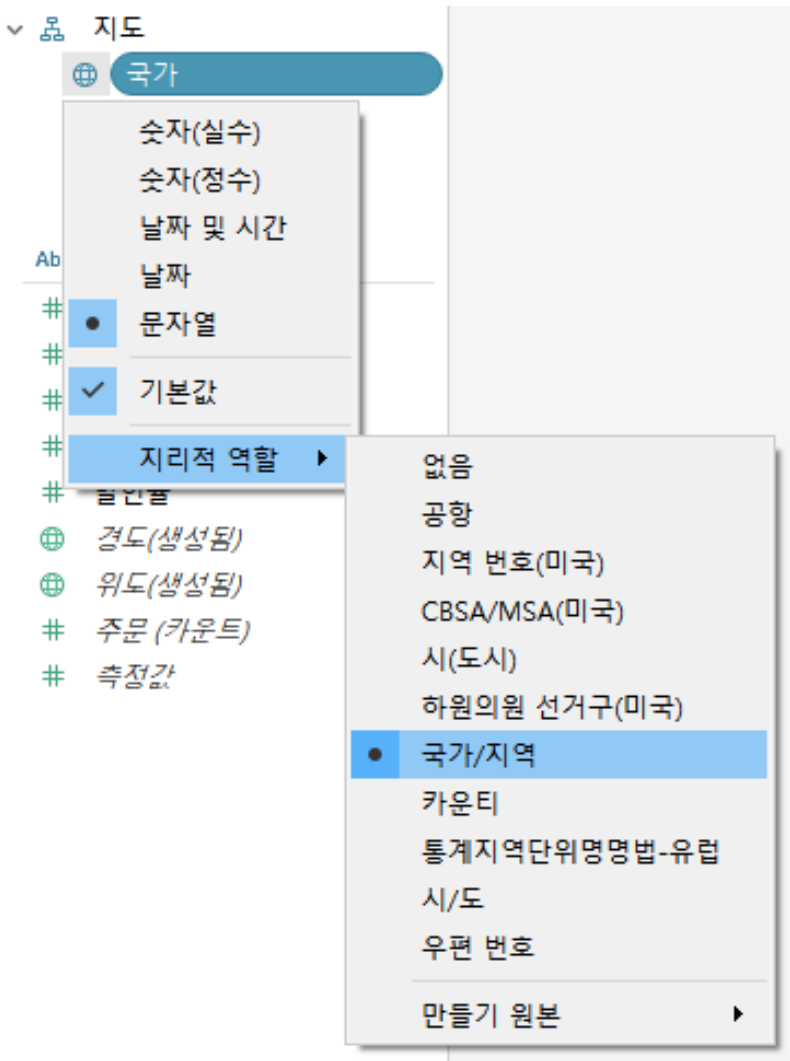 지도
국가
숫자(실수)
숫자(정수)
날짜 및 시간
Ab
날짜
문자열
기본값
지리적 역할
없음
공항
지역 번호(미국)
CBSA/MSA(미국)
시(도시)
하원의원 선거구(미국)
국가/지역
카운티
통계지역단위명명법-유럽
시/도
우편 번호
만들기 원본
할인율
경도(생성됨)
위도(생성됨)
주문 (카운트)
측정값